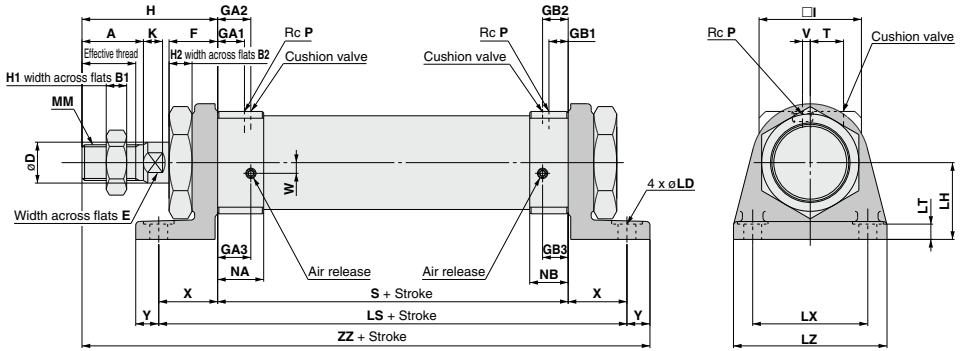 H
GA2
GB2
□I
A
K
F
GA1
GB1
Rc P
Rc P
Rc P
V
T
Cushion valve
Effective thread
H2 width across flats B2
Cushion valve
Cushion valve
H1 width across flats B1
MM
øD
W
LH
LT
4 x øLD
Width across flats E
GA3
GB3
Air release
Air release
NA
NB
X
S + Stroke
X
Y
LS + Stroke
Y
LX
ZZ + Stroke
LZ